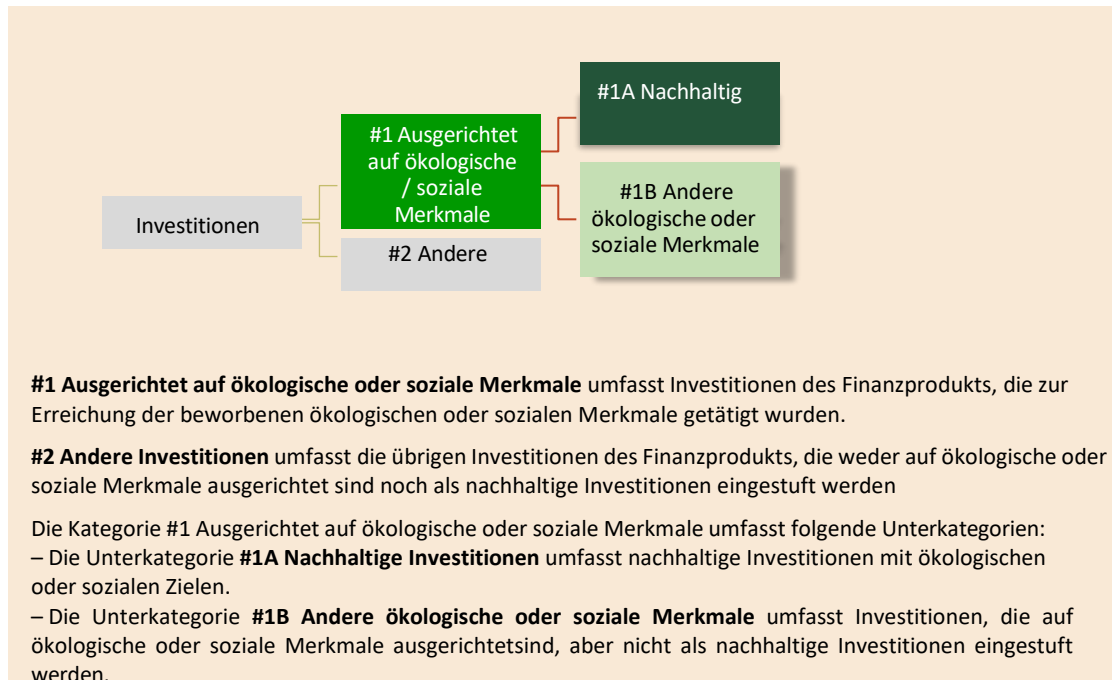 #1A Nachhaltig
#1 Ausgerichtet
auf ökologische
/ soziale
Merkmale
#1B Andere
ökologische oder
soziale Merkmale
Investitionen
#2 Andere
#1 Ausgerichtet auf ökologische oder soziale Merkmale umfasst Investitionen des Finanzprodukts, die zur
Erreichung der beworbenen ökologischen oder sozialen Merkmale getätigt wurden.
#2 Andere Investitionen umfasst die übrigen Investitionen des Finanzprodukts, die weder auf ökologische oder
soziale Merkmale ausgerichtet sind noch als nachhaltige Investitionen eingestuft werden
Die Kategorie #1 Ausgerichtet auf ökologische oder soziale Merkmale umfasst folgende Unterkategorien:
– Die Unterkategorie #1A Nachhaltige Investitionen umfasst nachhaltige Investitionen mit ökologischen
oder sozialen Zielen.
– Die Unterkategorie #1B Andere ökologische oder soziale Merkmale umfasst Investitionen, die auf
ökologische oder soziale Merkmale ausgerichtetsind, aber nicht als nachhaltige Investitionen eingestuft
werden.